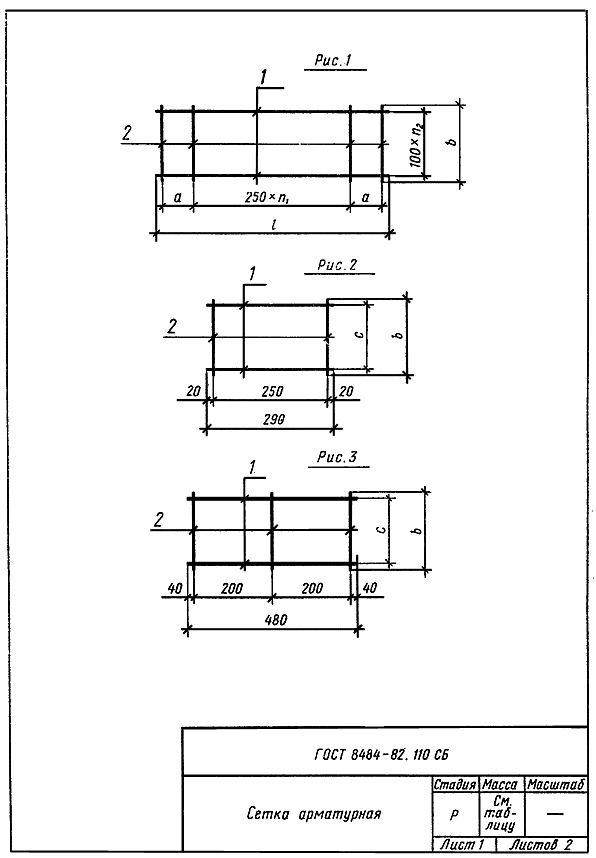 Рис. 1
1
2
a
250×n₁
a
l
100×n₂
b
Рис. 2
1
2
c
b
20
250
20
290
Рис. 3
1
2
c
b
40
200
200
40
480
ГОСТ 8484-82. 110 СБ
Сетка арматурная
Стадия
Масса
Масштаб
Р
См.
таб-
лицу
—
Лист 1
Листов 2